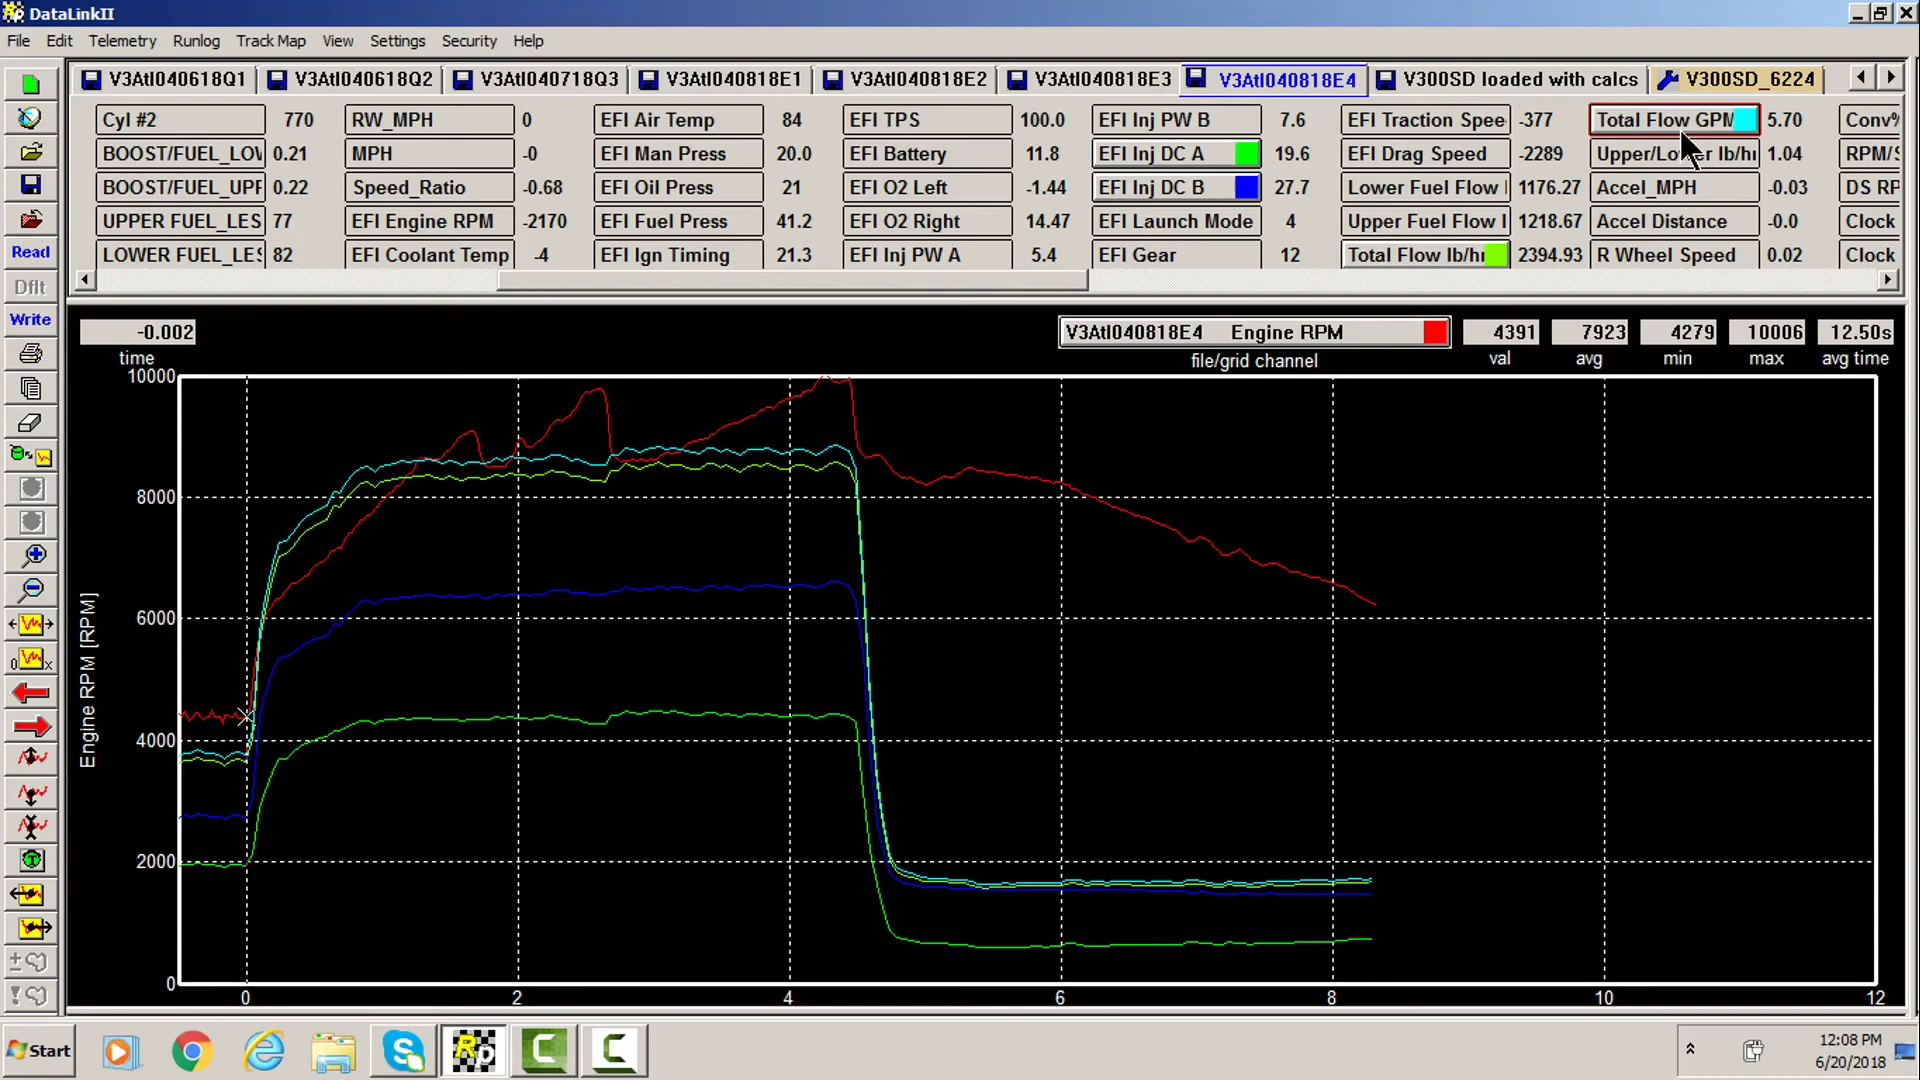 DataLinkII
File Edit Telemetry Runlog Track Map View Settings Security Help
V3Atl040618Q1 V3Atl040618Q2 V3Atl040718Q3 V3Atl040818E1 V3Atl040818E2 V3Atl040818E3 V3Atl040818E4 V300SD loaded with calcs V300SD_6224
Cyl #2 770 RW_MPH 0 EFI Air Temp 84 EFI TPS 100.0 EFI Inj PW B 7.6 EFI Traction Spee -377 Total Flow GPM 5.70 Conv%
BOOST/FUEL_LOW 0.21 MPH -0 EFI Man Press 20.0 EFI Battery 11.8 EFI Inj DC A 19.6 EFI Drag Speed -2289 Upper/Lower lb/hr 1.04 RPM/S
BOOST/FUEL_UPF 0.22 Speed_Ratio -0.68 EFI Oil Press 21 EFI O2 Left -1.44 EFI Inj DC B 27.7 Lower Fuel Flow 1176.27 Accel_MPH -0.03 DS RP
UPPER FUEL_LES 77 EFI Engine RPM -2170 EFI Fuel Press 41.2 EFI O2 Right 14.47 EFI Launch Mode 4 Upper Fuel Flow 1218.67 Accel Distance -0.0 Clock
LOWER FUEL_LES 82 EFI Coolant Temp -4 EFI Ign Timing 21.3 EFI Inj PW A 5.4 EFI Gear 12 Total Flow lb/hr 2394.93 R Wheel Speed 0.02 Clock
Read
Dflt
Write
-0.002
time
V3Atl040818E4 Engine RPM 4391 7923 4279 10006 12.50s
file/grid channel val avg min max avg time
10000
8000
6000
4000
2000
0
Engine RPM [RPM]
0 2 4 6 8 10 12
Start
12:08 PM
6/20/2018